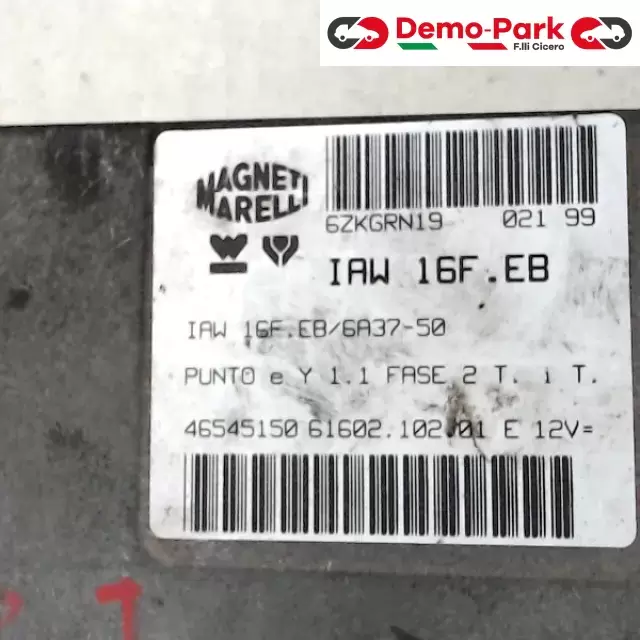 Demo-Park
F.lli Cicero
MAGNETI
MARELLI
6ZKGRN19 021 99
IAW 16F.EB
IAW 16F.EB/6A37-50
PUNTO e Y 1.1 FASE 2 T. i T.
46545150 61602.102.01 E 12V=
1